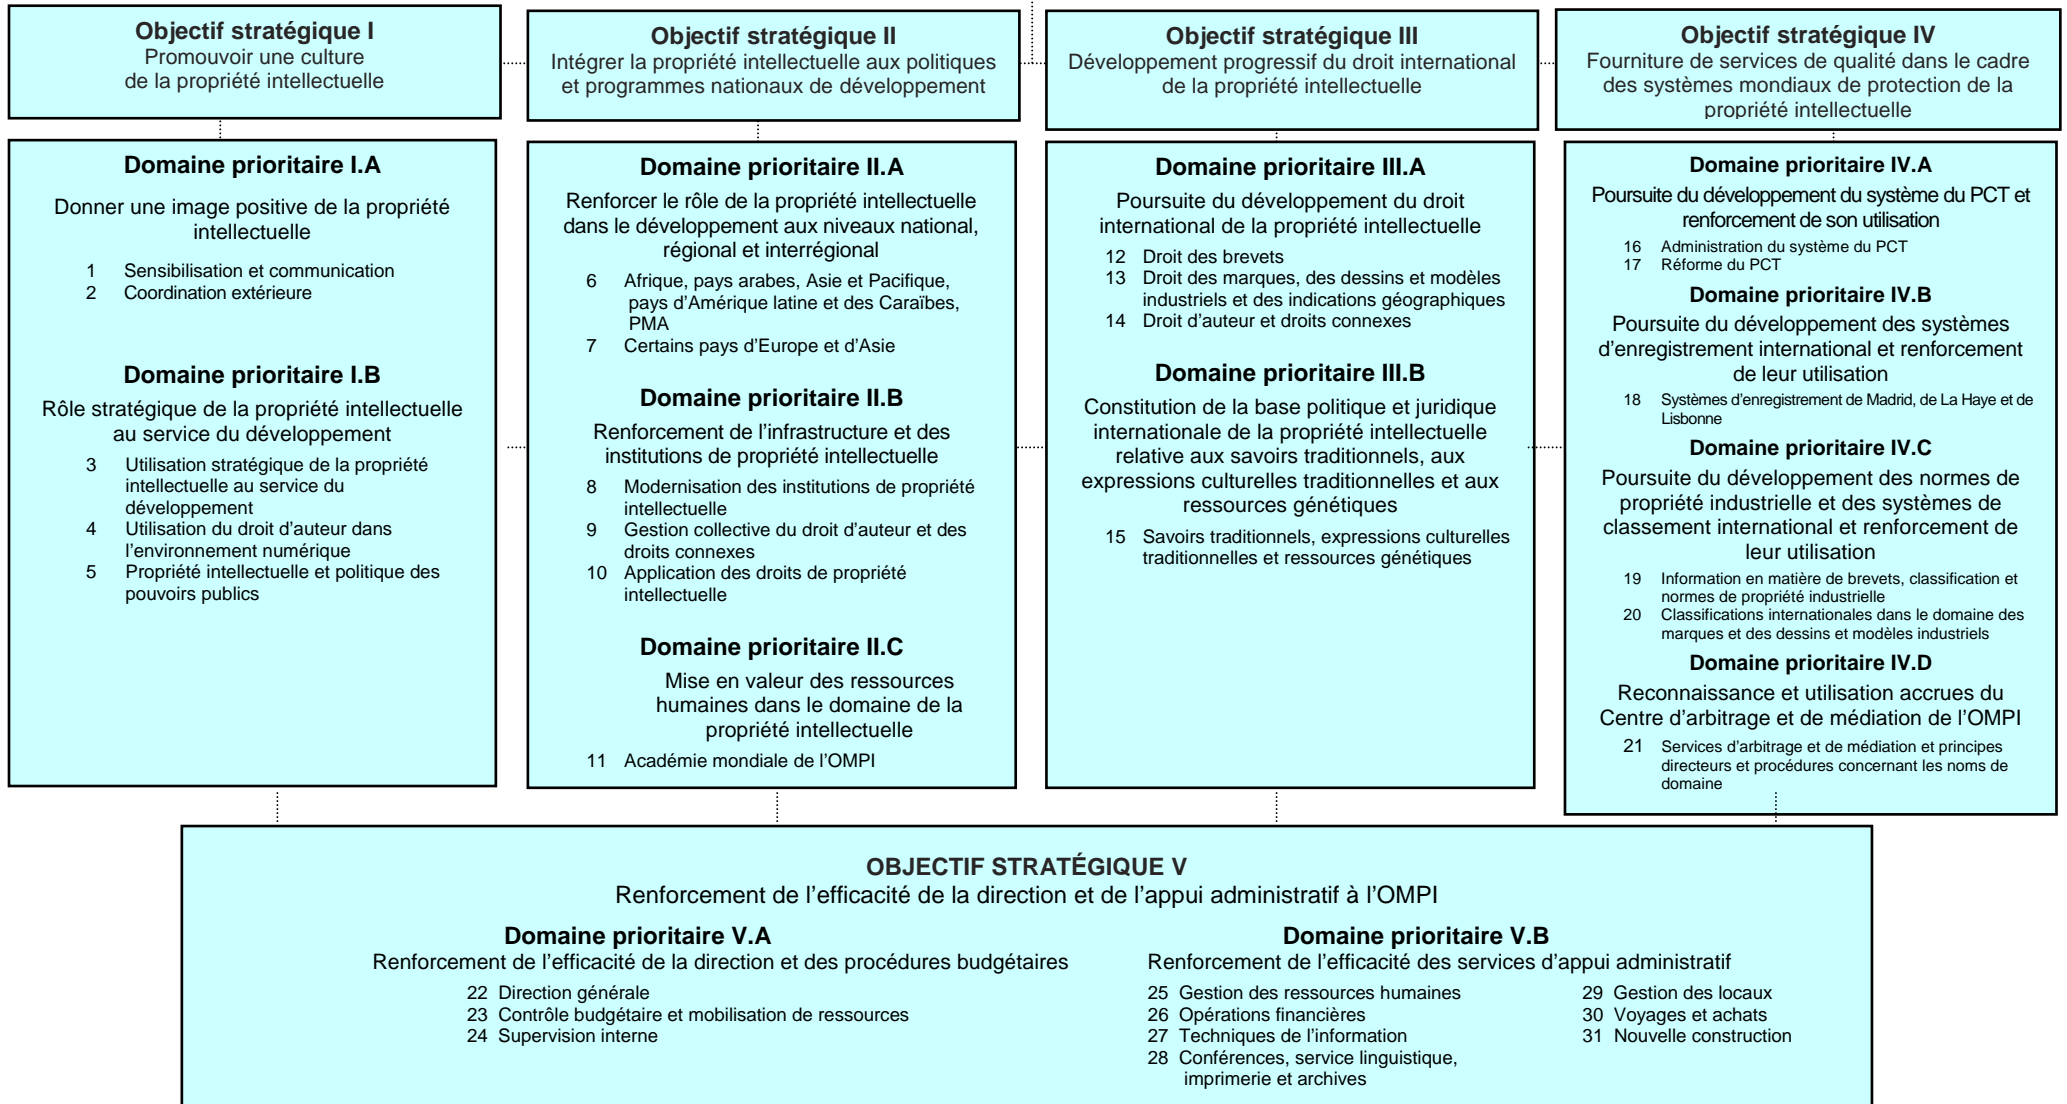 Objectif stratégique I
Promouvoir une culture
de la propriété intellectuelle
Objectif stratégique II
Intégrer la propriété intellectuelle aux politiques
et programmes nationaux de développement
Objectif stratégique III
Développement progressif du droit international
de la propriété intellectuelle
Objectif stratégique IV
Fourniture de services de qualité dans le cadre
des systèmes mondiaux de protection de la
propriété intellectuelle
Domaine prioritaire I.A
Donner une image positive de la propriété
intellectuelle
1 Sensibilisation et communication
2 Coordination extérieure
Domaine prioritaire I.B
Rôle stratégique de la propriété intellectuelle
au service du développement
3 Utilisation stratégique de la propriété
intellectuelle au service du
développement
4 Utilisation du droit d’auteur dans
l’environnement numérique
5 Propriété intellectuelle et politique des
pouvoirs publics
Domaine prioritaire II.A
Renforcer le rôle de la propriété intellectuelle
dans le développement aux niveaux national,
régional et interrégional
6 Afrique, pays arabes, Asie et Pacifique,
pays d’Amérique latine et des Caraïbes,
PMA
7 Certains pays d’Europe et d’Asie
Domaine prioritaire II.B
Renforcement de l’infrastructure et des
institutions de propriété intellectuelle
8 Modernisation des institutions de propriété
intellectuelle
9 Gestion collective du droit d’auteur et des
droits connexes
10 Application des droits de propriété
intellectuelle
Domaine prioritaire II.C
Mise en valeur des ressources
humaines dans le domaine de la
propriété intellectuelle
11 Académie mondiale de l’OMPI
Domaine prioritaire III.A
Poursuite du développement du droit
international de la propriété intellectuelle
12 Droit des brevets
13 Droit des marques, des dessins et modèles
industriels et des indications géographiques
14 Droit d’auteur et droits connexes
Domaine prioritaire III.B
Constitution de la base politique et juridique
internationale de la propriété intellectuelle
relative aux savoirs traditionnels, aux
expressions culturelles traditionnelles et aux
ressources génétiques
15 Savoirs traditionnels, expressions culturelles
traditionnelles et ressources génétiques
Domaine prioritaire IV.A
Poursuite du développement du système du PCT et
renforcement de son utilisation
16 Administration du système du PCT
17 Réforme du PCT
Domaine prioritaire IV.B
Poursuite du développement des systèmes
d’enregistrement international et renforcement
de leur utilisation
18 Systèmes d’enregistrement de Madrid, de La Haye et de
Lisbonne
Domaine prioritaire IV.C
Poursuite du développement des normes de
propriété industrielle et des systèmes de
classement international et renforcement de
leur utilisation
19 Information en matière de brevets, classification et
normes de propriété industrielle
20 Classifications internationales dans le domaine des
marques et des dessins et modèles industriels
Domaine prioritaire IV.D
Reconnaissance et utilisation accrues du
Centre d’arbitrage et de médiation de l’OMPI
21 Services d’arbitrage et de médiation et principes
directeurs et procédures concernant les noms de
domaine
OBJECTIF STRATÉGIQUE V
Renforcement de l’efficacité de la direction et de l’appui administratif à l’OMPI
Domaine prioritaire V.A
Renforcement de l’efficacité de la direction et des procédures budgétaires
22 Direction générale
23 Contrôle budgétaire et mobilisation de ressources
24 Supervision interne
Domaine prioritaire V.B
Renforcement de l’efficacité des services d’appui administratif
25 Gestion des ressources humaines
26 Opérations financières
27 Techniques de l’information
28 Conférences, service linguistique,
imprimerie et archives
29 Gestion des locaux
30 Voyages et achats
31 Nouvelle construction